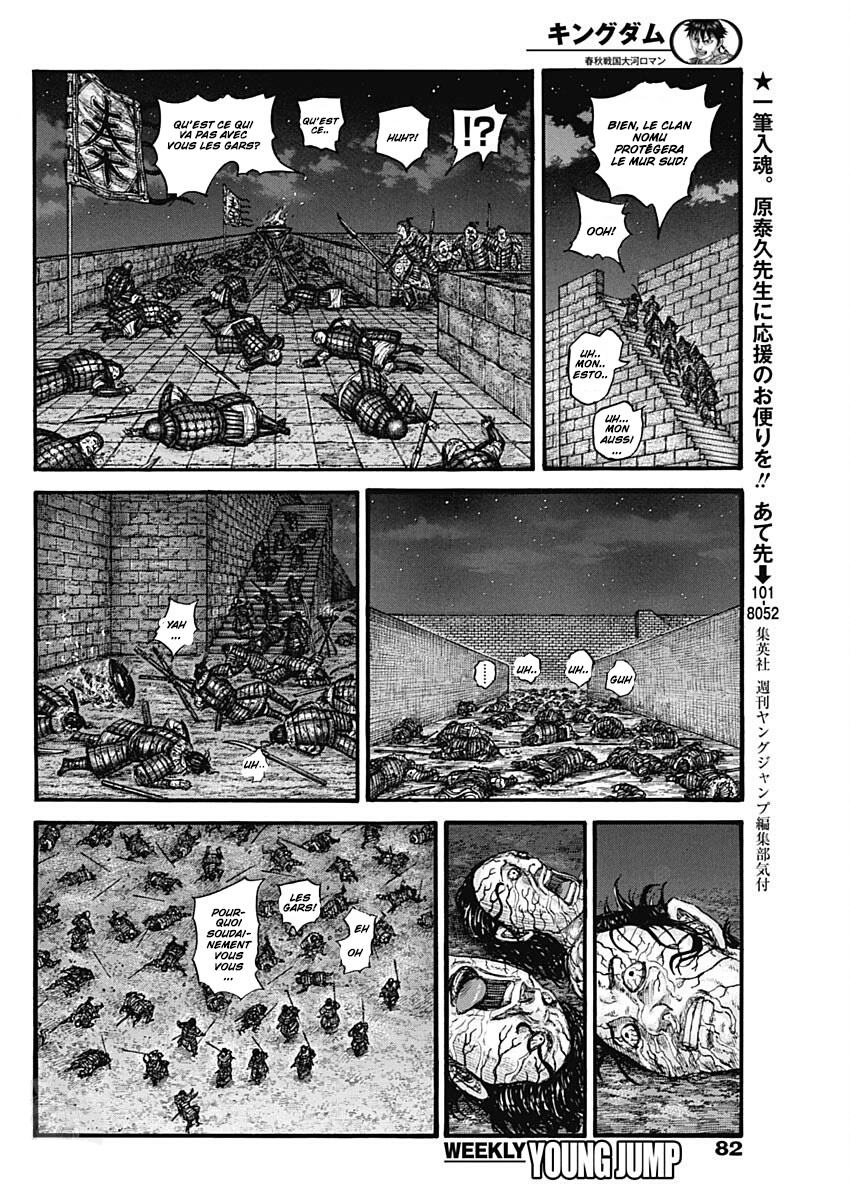 キングダム
春秋戦国大河ロマン
★一筆入魂。原泰久先生に応援のお便りを!! あて先➡101-8052 集英社 週刊ヤングジャンプ編集部気付
BIEN, LE CLAN
NOMU
PROTÉGERA
LE MUR SUD!
OOH!
UH..
MON..
ESTO..
UH...
MON
AUSSI
...
!?
HUH?!
QU'EST
CE..
QU'EST CE QUI
VA PAS AVEC
VOUS LES GARS?
秦
GUH
UH..
UH..
......
YAH
...
UH..
EH
OH
LES
GARS!
POUR-
QUOI
SOUDAI-
NEMENT
VOUS
VOUS
...
WEEKLY YOUNG JUMP
82